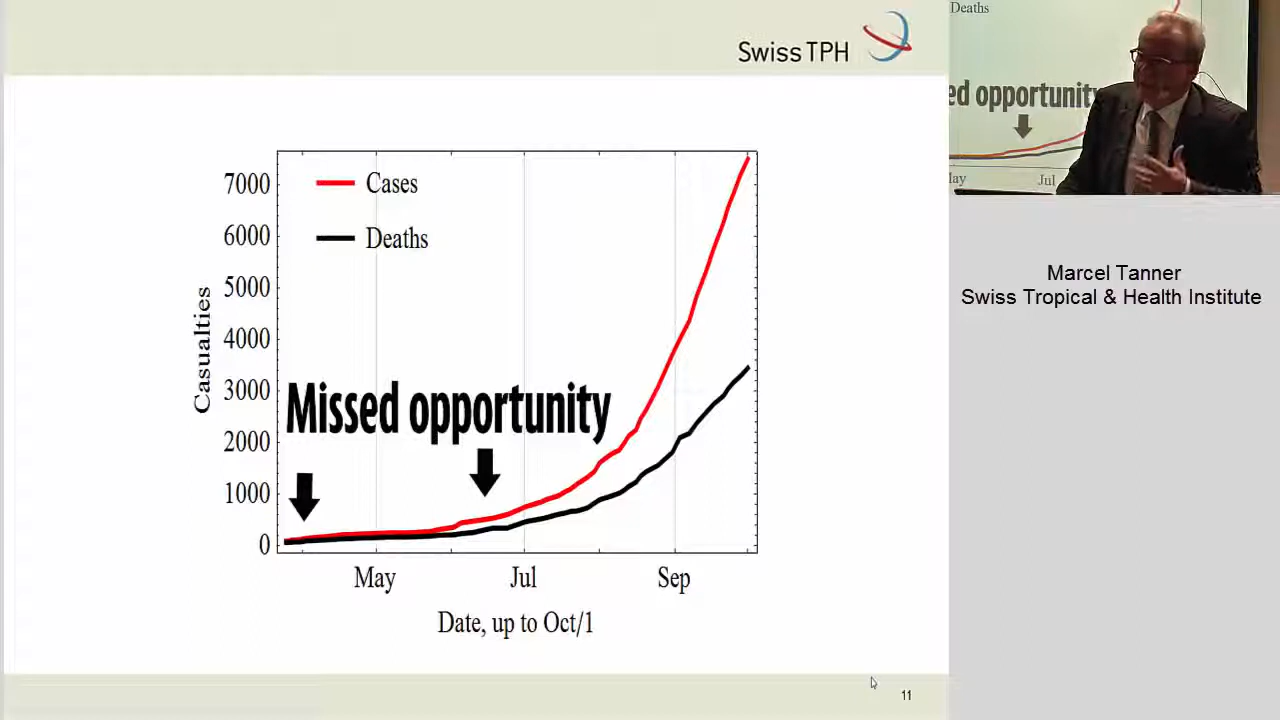 Swiss TPH
7000
6000
5000
4000
3000
2000
1000
0
Casualties
Cases
Deaths
Missed opportunity
May
Jul
Sep
Date, up to Oct/1
11
Deaths
ed opportunity
ay
Jul
Marcel Tanner
Swiss Tropical & Health Institute